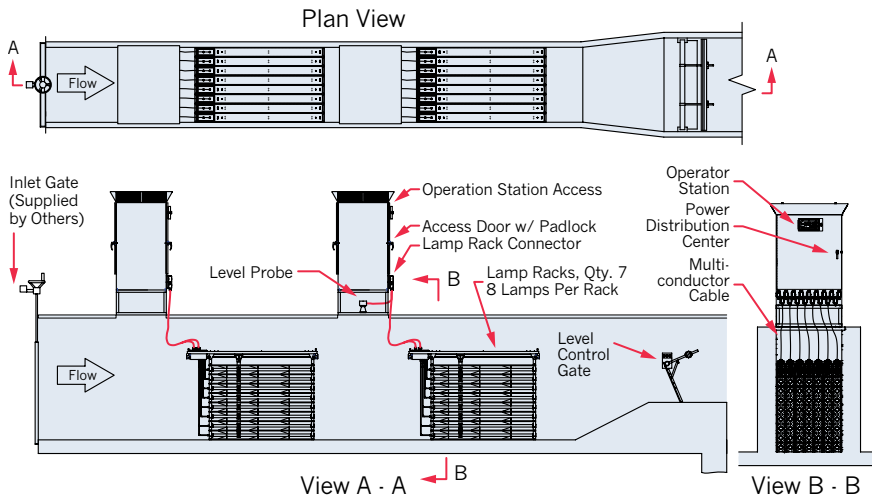 Plan View
A
Flow
A
Inlet Gate
(Supplied
by Others)
Operation Station Access
Access Door w/ Padlock
Lamp Rack Connector
Level Probe
B
Lamp Racks, Qty. 7
8 Lamps Per Rack
Level
Control
Gate
Flow
B
View A - A
Operator
Station
Power
Distribution
Center
Multi-
conductor
Cable
View B - B